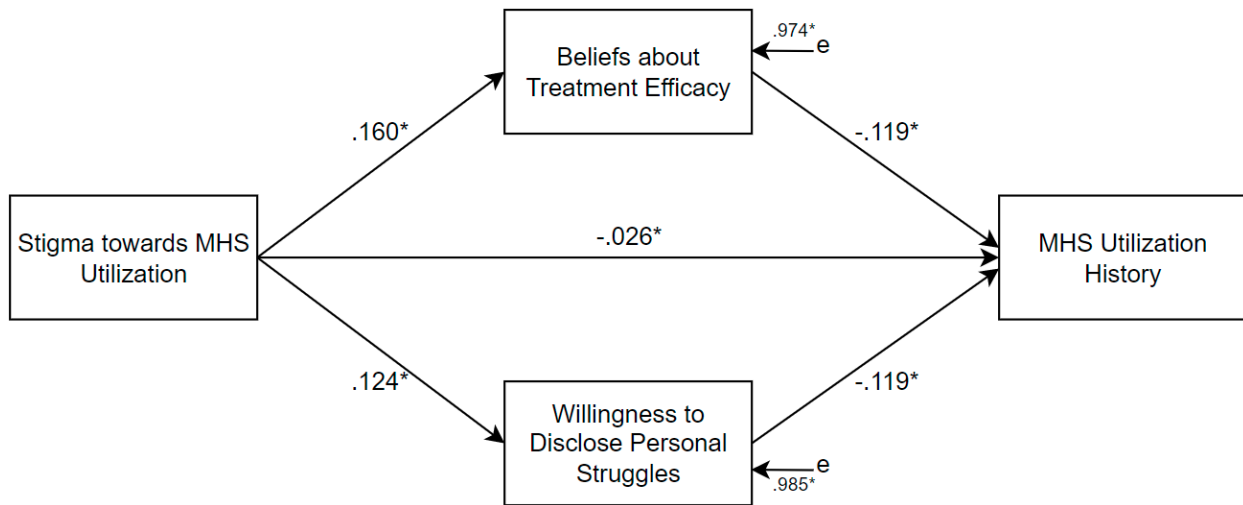 Beliefs about
Treatment Efficacy
.974*
e
.160*
-.119*
Stigma towards MHS
Utilization
-.026*
MHS Utilization
History
.124*
-.119*
Willingness to
Disclose Personal
Struggles
e
.985*